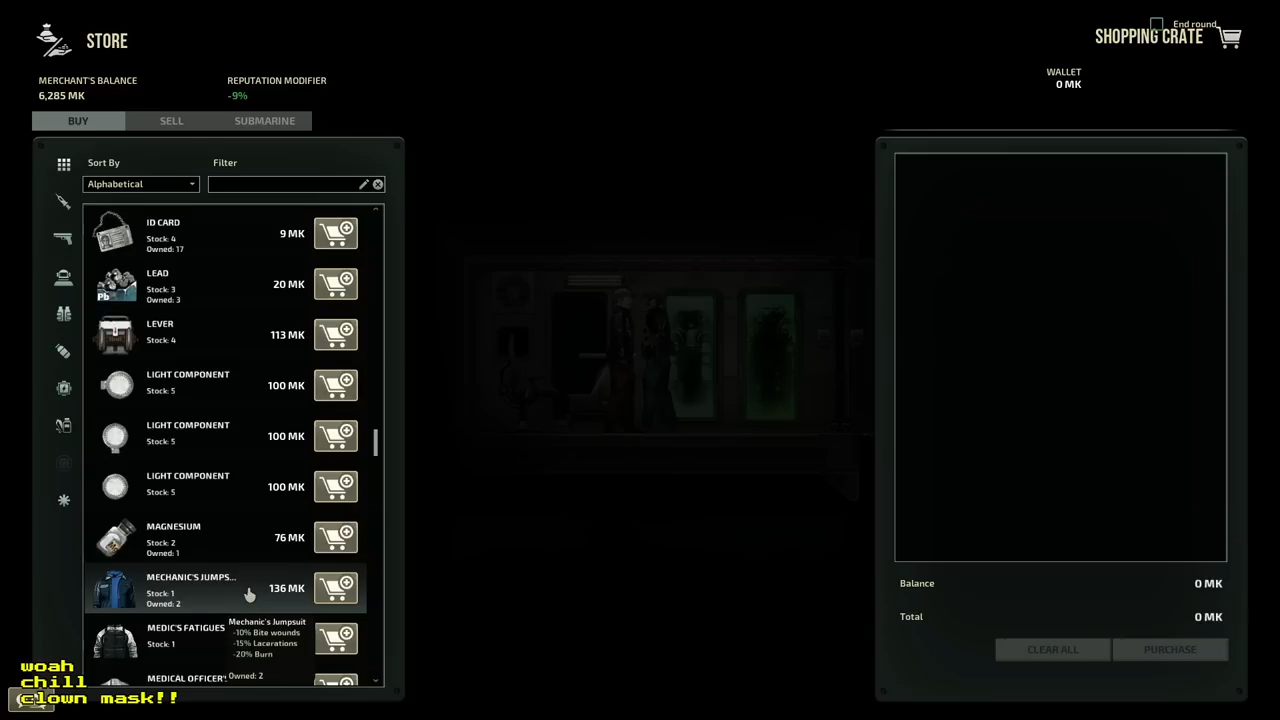 STORE
End round
SHOPPING CRATE
MERCHANT'S BALANCE
6,285 MK
REPUTATION MODIFIER
-9%
WALLET
0 MK
BUY
SELL
SUBMARINE
Sort By
Filter
Alphabetical
ID CARD
Stock: 4
Owned: 17
9 MK
LEAD
Stock: 3
Owned: 3
20 MK
Pb
LEVER
Stock: 4
113 MK
LIGHT COMPONENT
Stock: 5
100 MK
LIGHT COMPONENT
Stock: 5
100 MK
LIGHT COMPONENT
Stock: 5
100 MK
MAGNESIUM
Stock: 2
Owned: 1
76 MK
MECHANIC'S JUMPS...
Stock: 1
Owned: 2
136 MK
MEDIC'S FATIGUES
Stock: 1
Mechanic's Jumpsuit
-10% Bite wounds
-15% Lacerations
-20% Burn
Owned: 2
MEDICAL OFFICER'
Balance
0 MK
Total
0 MK
CLEAR ALL
PURCHASE
woah
chill
clown mask!!